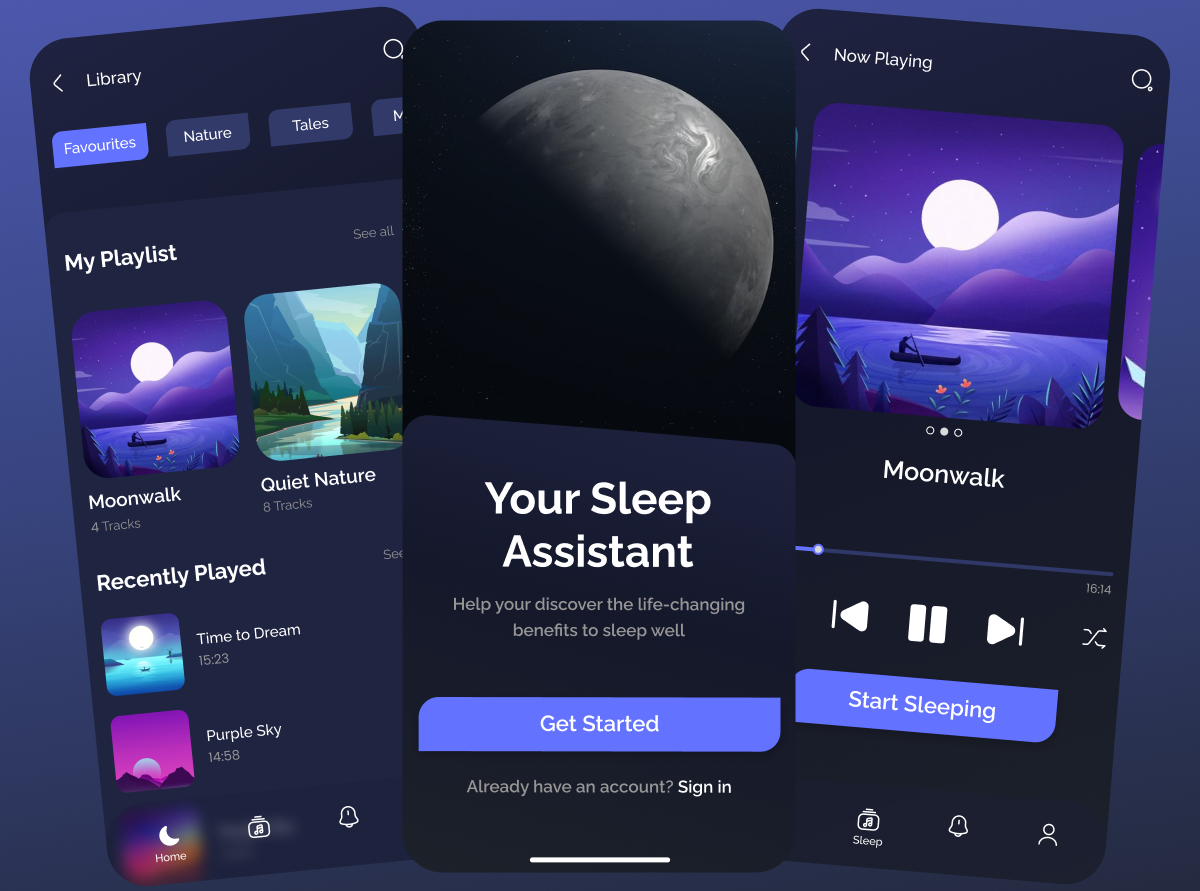 Library
Favourites
Nature
Tales
M
My Playlist
See all
Moonwalk
4 Tracks
Quiet Nature
8 Tracks
Recently Played
See
Time to Dream
15:23
Purple Sky
14:58
Home
Your Sleep
Assistant
Help your discover the life-changing
benefits to sleep well
Get Started
Already have an account? Sign in
Now Playing
Moonwalk
16:14
Start Sleeping
Sleep